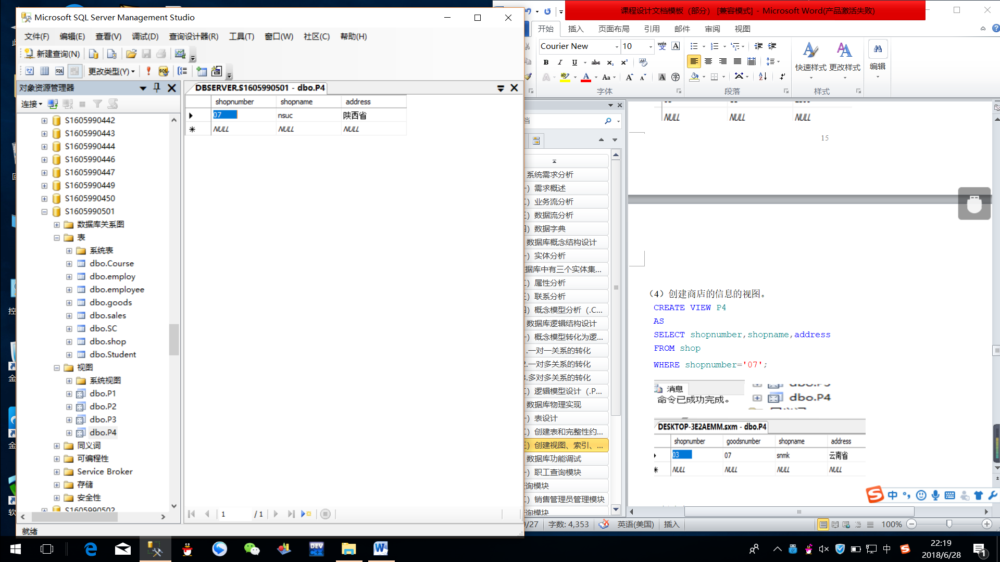 Microsoft SQL Server Management Studio
文件(F) 编辑(E) 查看(V) 调试(D) 查询设计器(R) 工具(T) 窗口(W) 社区(C) 帮助(H)
新建查询(N)
更改类型(Y)
对象资源管理器
连接
S1605990442
S1605990443
S1605990444
S1605990446
S1605990447
S1605990449
S1605990450
S1605990501
数据库关系图
表
系统表
dbo.Course
dbo.employ
dbo.employee
dbo.goods
dbo.sales
dbo.SC
dbo.shop
dbo.Student
视图
系统视图
dbo.P1
dbo.P2
dbo.P3
dbo.P4
同义词
可编程性
Service Broker
存储
安全性
S1605990502
就绪
DBSERVER.S1605990501 - dbo.P4
shopnumber shopname address
07 nsuc 陕西省
NULL NULL NULL
1 / 1
课程设计文档模板（部分） [兼容模式] - Microsoft Word(产品激活失败)
开始 插入 页面布局 引用 邮件 审阅 视图
Courier New 10
快速样式 更改样式 编辑
字体 段落 样式
系统需求分析
）需求概述
）业务流分析
）数据流分析
）数据字典
数据库概念结构设计
）实体分析
据库中有三个实体集...
）属性分析
）联系分析
）概念模型分析（.C...
数据库逻辑结构设计
）概念模型转化为逻...
.一对一关系的转化
.一对多关系的转化
.多对多关系的转化
）逻辑模型设计（.P...
数据库物理实现
）表设计
）创建表和完整性约...
）创建视图、索引、...
数据库功能调试
）职工查询模块
询模块
）销售管理员管理模块
询模块
NULL NULL NULL
15
（4）创建商店的信息的视图。
CREATE VIEW P4
AS
SELECT shopnumber,shopname,address
FROM shop
WHERE shopnumber='07';
消息
命令已成功完成。
dbo.P4
DESKTOP-3E2AEMM.sxm - dbo.P4
shopnumber goodsnumber shopname address
03 07 snmk 云南省
NULL NULL NULL NULL
中
/27 字数: 4,353 英语(美国) 插入 100%
DEV
中
22:19
2018/6/28
1